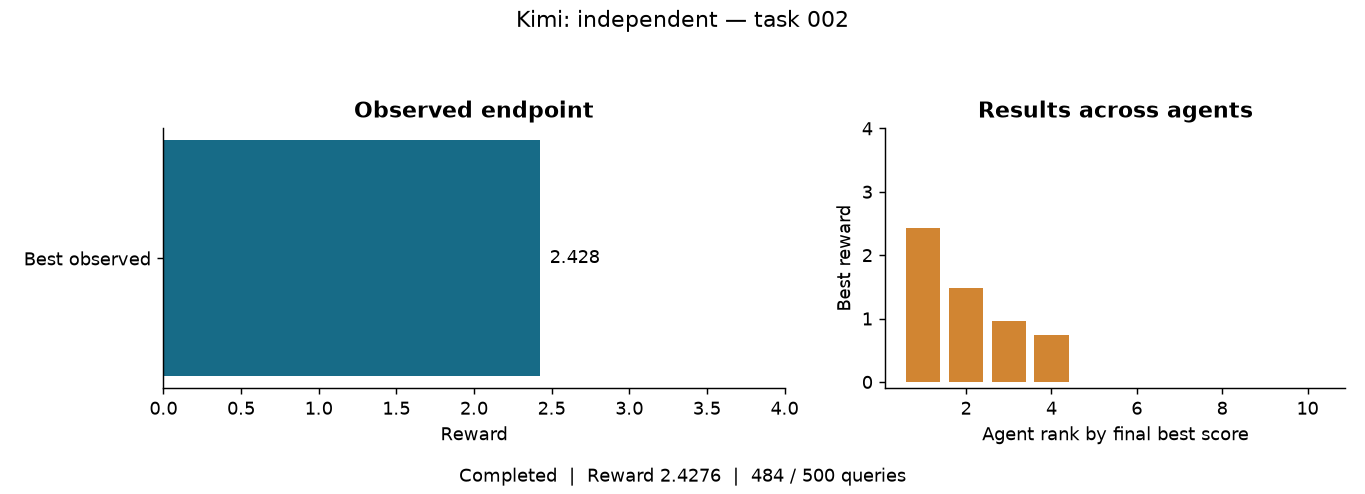 Kimi: independent — task 002
Observed endpoint
Best observed
2.428
0.0 0.5 1.0 1.5 2.0 2.5 3.0 3.5 4.0
Reward
Results across agents
Best reward
4
3
2
1
0
2 4 6 8 10
Agent rank by final best score
Completed | Reward 2.4276 | 484 / 500 queries